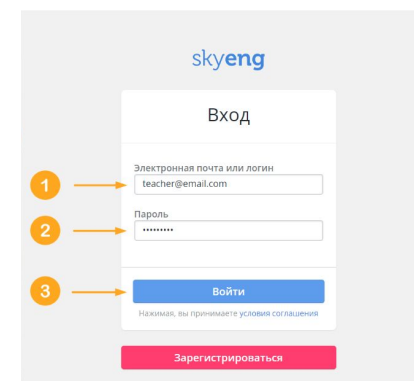 skyeng
Вход
Электронная почта или логин
1
teacher@email.com
Пароль
2
•••••••••
3
Войти
Нажимая, вы принимаете условия соглашения
Зарегистрироваться